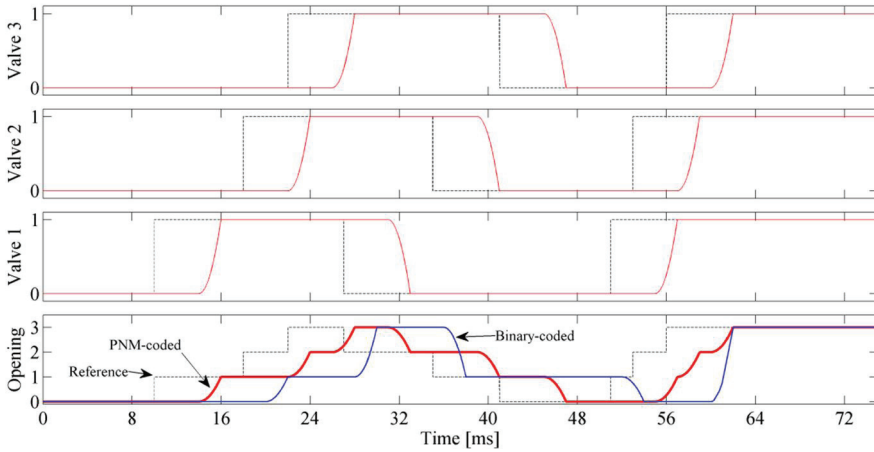 Valve 3
1
0
Valve 2
1
0
Valve 1
1
0
Opening
3
2
1
0
PNM-coded
Reference
Binary-coded
0 8 16 24 32 40 48 56 64 72
Time [ms]